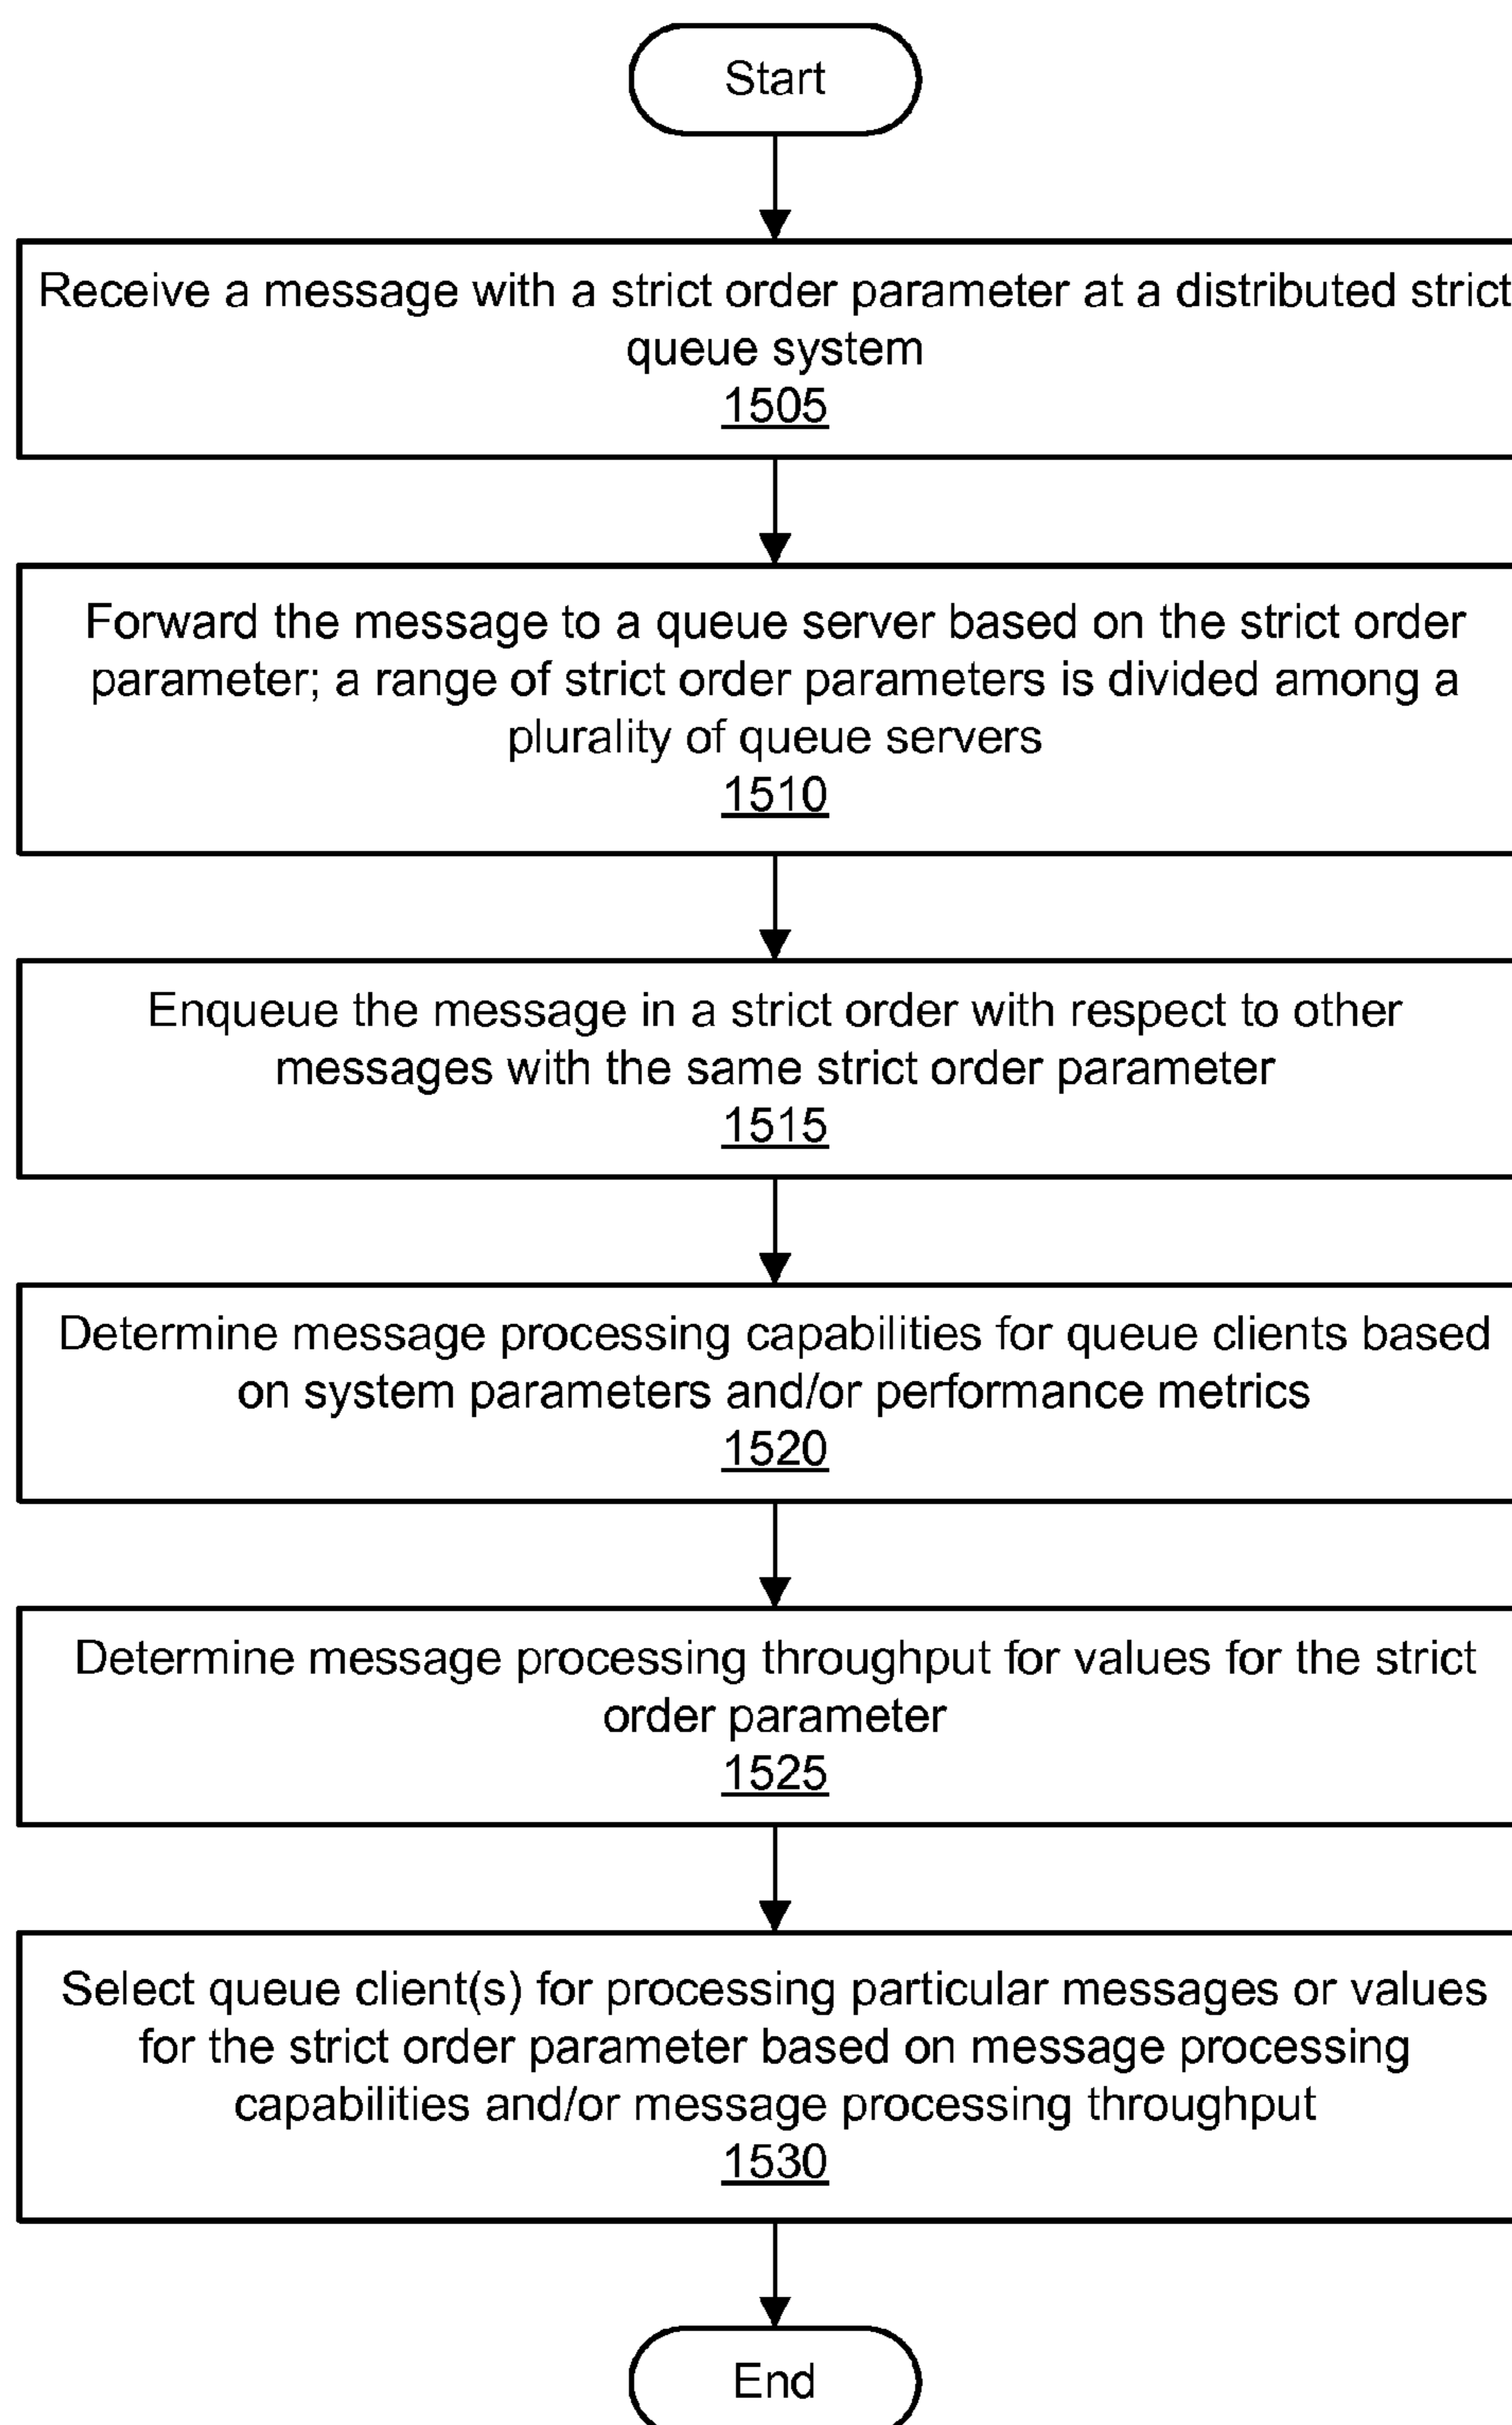 Start
Receive a message with a strict order parameter at a distributed strict
queue system
1505
Forward the message to a queue server based on the strict order
parameter; a range of strict order parameters is divided among a
plurality of queue servers
1510
Enqueue the message in a strict order with respect to other
messages with the same strict order parameter
1515
Determine message processing capabilities for queue clients based
on system parameters and/or performance metrics
1520
Determine message processing throughput for values for the strict
order parameter
1525
Select queue client(s) for processing particular messages or values
for the strict order parameter based on message processing
capabilities and/or message processing throughput
1530
End